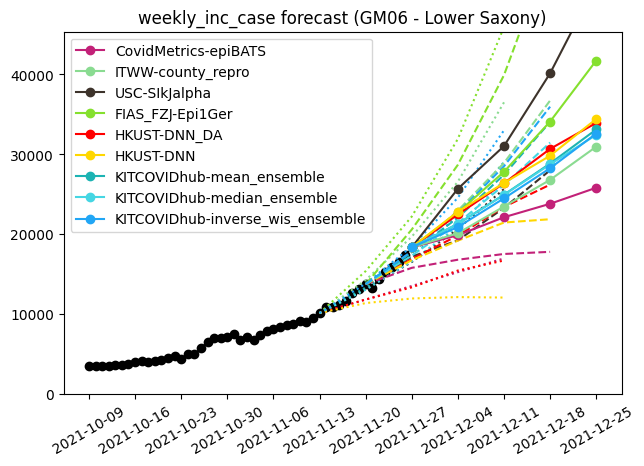 weekly_inc_case forecast (GM06 - Lower Saxony)
CovidMetrics-epiBATS
ITWW-county_repro
USC-SIkJalpha
FIAS_FZJ-Epi1Ger
HKUST-DNN_DA
HKUST-DNN
KITCOVIDhub-mean_ensemble
KITCOVIDhub-median_ensemble
KITCOVIDhub-inverse_wis_ensemble
40000
30000
20000
10000
0
2021-10-09
2021-10-16
2021-10-23
2021-10-30
2021-11-06
2021-11-13
2021-11-20
2021-11-27
2021-12-04
2021-12-11
2021-12-18
2021-12-25